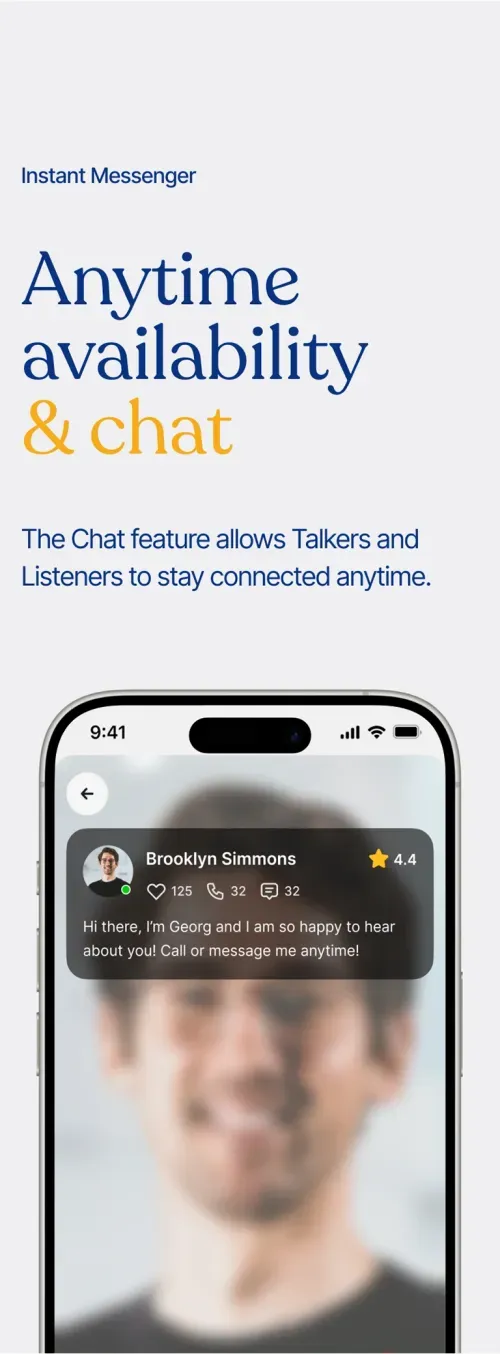 Instant Messenger
Anytime
availability
& chat
The Chat feature allows Talkers and
Listeners to stay connected anytime.
9:41
Brooklyn Simmons
4.4
125 32 32
Hi there, I'm Georg and I am so happy to hear
about you! Call or message me anytime!